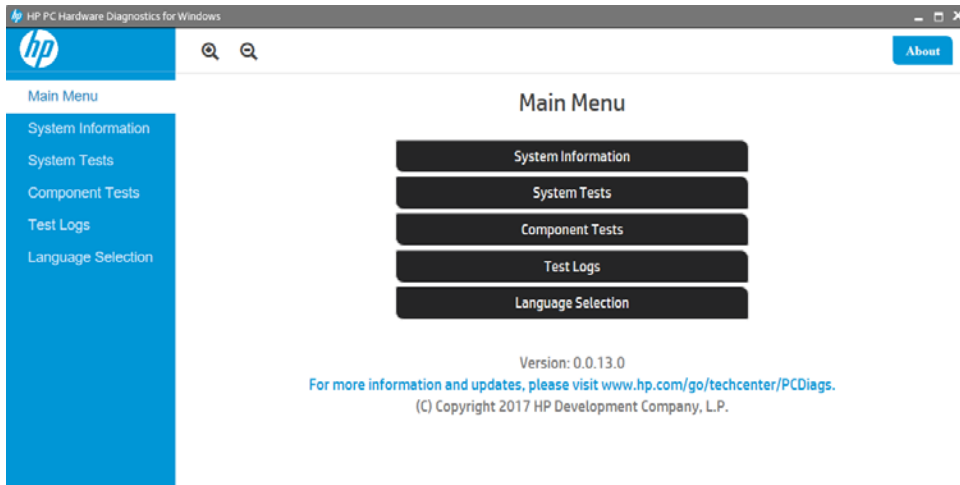 HP PC Hardware Diagnostics for Windows
hp
About
Main Menu
System Information
System Tests
Component Tests
Test Logs
Language Selection
Main Menu
System Information
System Tests
Component Tests
Test Logs
Language Selection
Version: 0.0.13.0
For more information and updates, please visit www.hp.com/go/techcenter/PCDiags.
(C) Copyright 2017 HP Development Company, L.P.